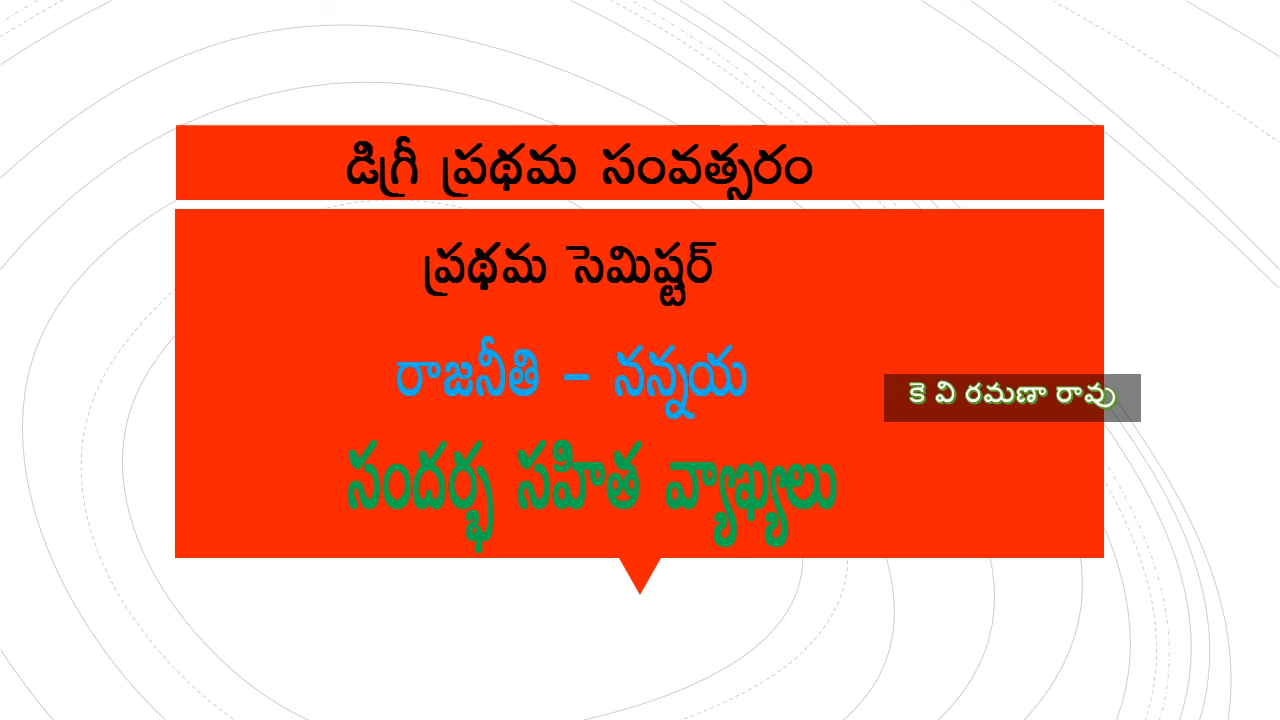 డిగ్రీ ప్రథమ సంవత్సరం
ప్రథమ సెమిష్టర్
రాజనీతి – నన్నయ
కె వి రమణా రావు
సందర్భ సహిత వ్యాఖ్యలు